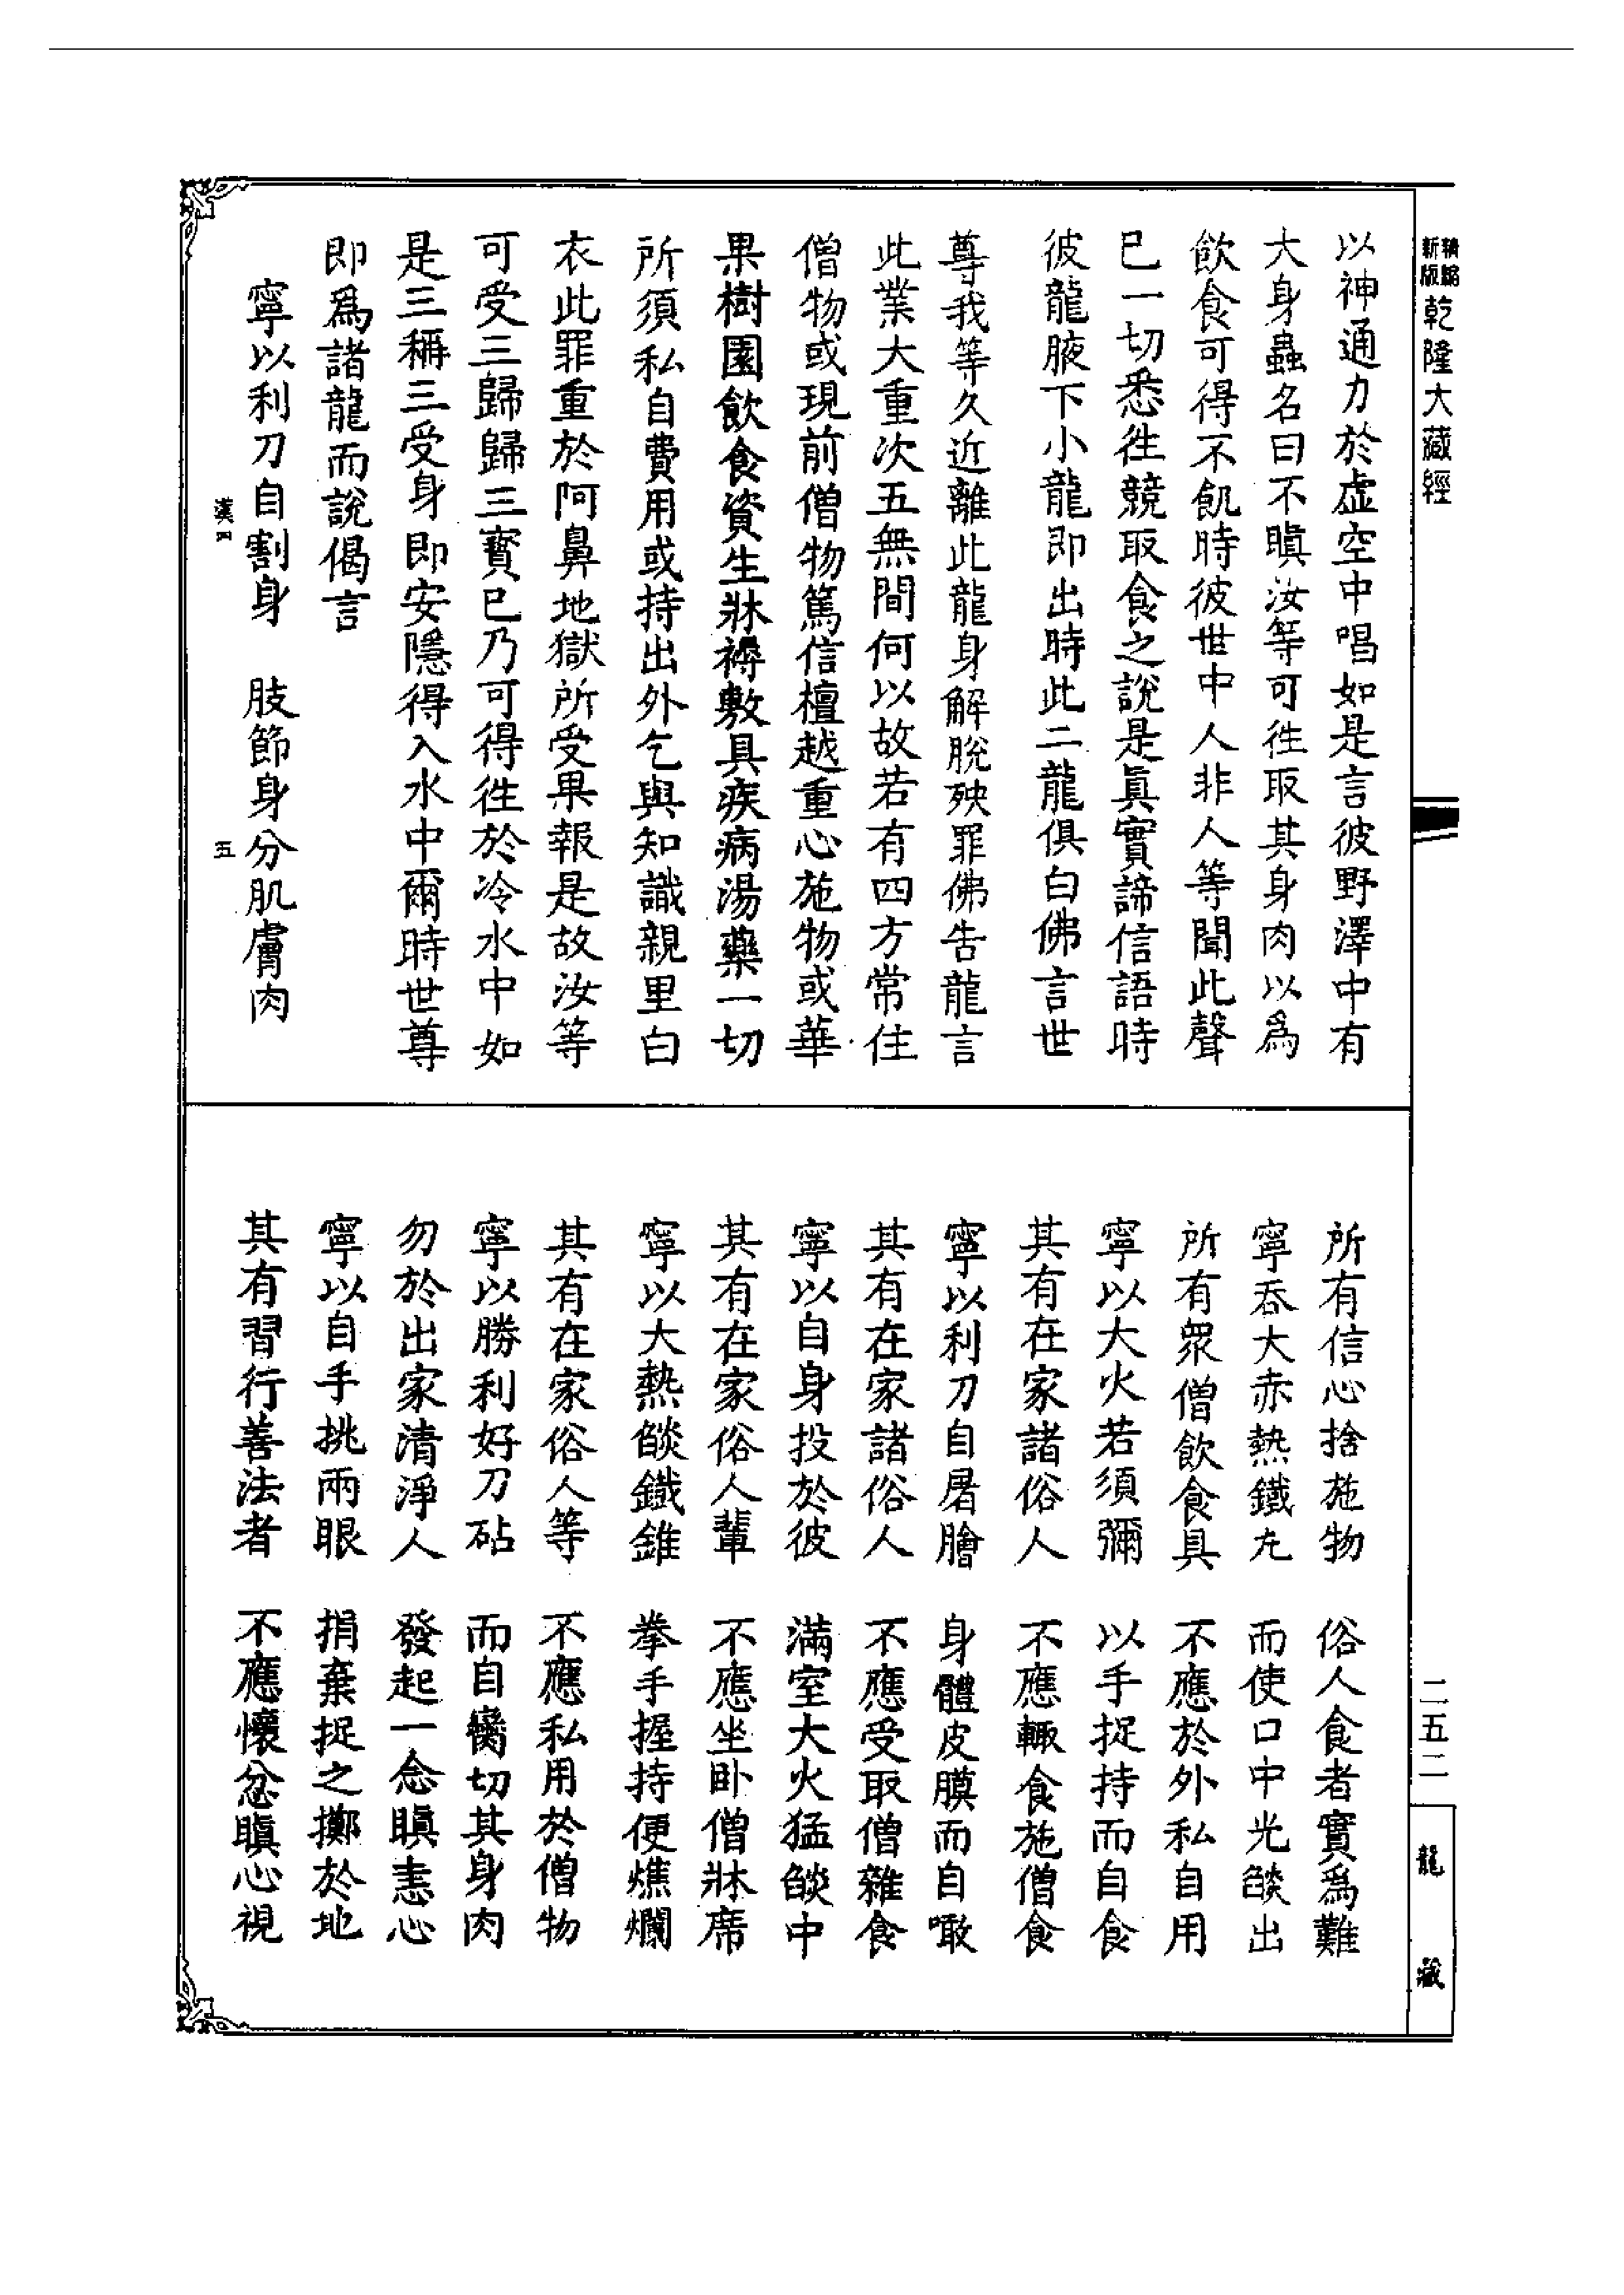 新版 精縮 乾隆大藏經
以神通力於虛空中唱如是言彼野澤中有
大身蟲名曰不瞋汝等可往取其身肉以爲
飲食可得不飢時彼世中人非人等聞此聲
已一切悉往競取食之說是眞實諦信語時
彼龍腋下小龍即出時此二龍俱白佛言世
尊我等久近離此龍身解脫殃罪佛告龍言
此業大重次五無間何以故若有四方常住
僧物或現前僧物篤信檀越重心施物或華
果樹園飲食資生牀褥敷具疾病湯藥一切
所須私自費用或持出外乞與知識親里白
衣此罪重於阿鼻地獄所受果報是故汝等
可受三歸歸三寳已乃可得往於冷水中如
是三稱三受身即安隱得入水中爾時世尊
即爲諸龍而說偈言
寧以利刀自割身　肢節身分肌膚肉
漢四　五
所有信心捨施物　俗人食者實爲難
寧吞大赤熱鐵丸　而使口中光燄出
所有衆僧飲食具　不應於外私自用
寧以大火若須彌　以手捉持而自食
其有在家諸俗人　不應輙食施僧食
寧以利刀自屠膾　身體皮膜而自噉
其有在家諸俗人　不應受取僧雜食
寧以自身投於彼　滿室大火猛燄中
其有在家俗人輩　不應坐卧僧牀席
寧以大熱燄鐵錐　拳手握持便燋爛
其有在家俗人等　不應私用於僧物
寧以勝利好刀砧　而自臠切其身肉
勿於出家清淨人　發起一念瞋恚心
寧以自手挑兩眼　捐棄捉之擲於地
其有習行善法者　不應懷忿瞋心視
二五二
龍藏